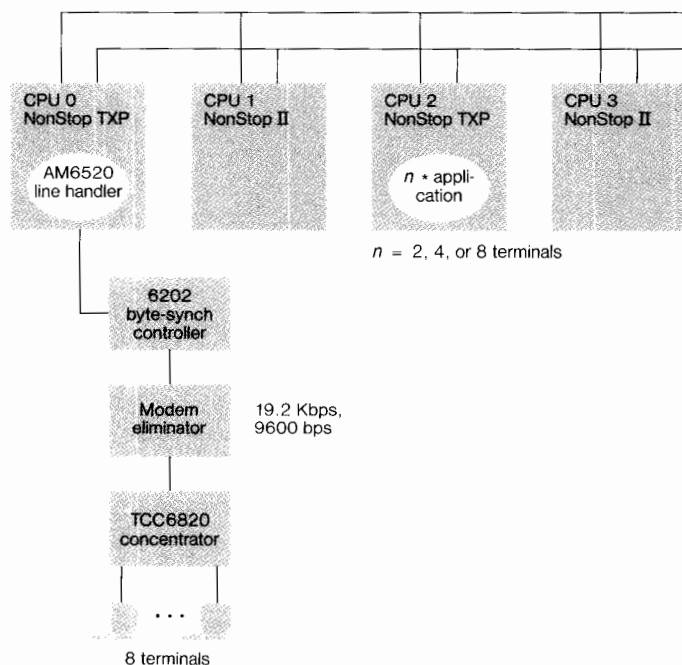 CPU 0
NonStop TXP
AM6520
line handler
CPU 1
NonStop II
CPU 2
NonStop TXP
n * appli-
cation
CPU 3
NonStop II
n = 2, 4, or 8 terminals
6202
byte-synch
controller
Modem
eliminator
19.2 Kbps,
9600 bps
TCC6820
concentrator
• • •
8 terminals